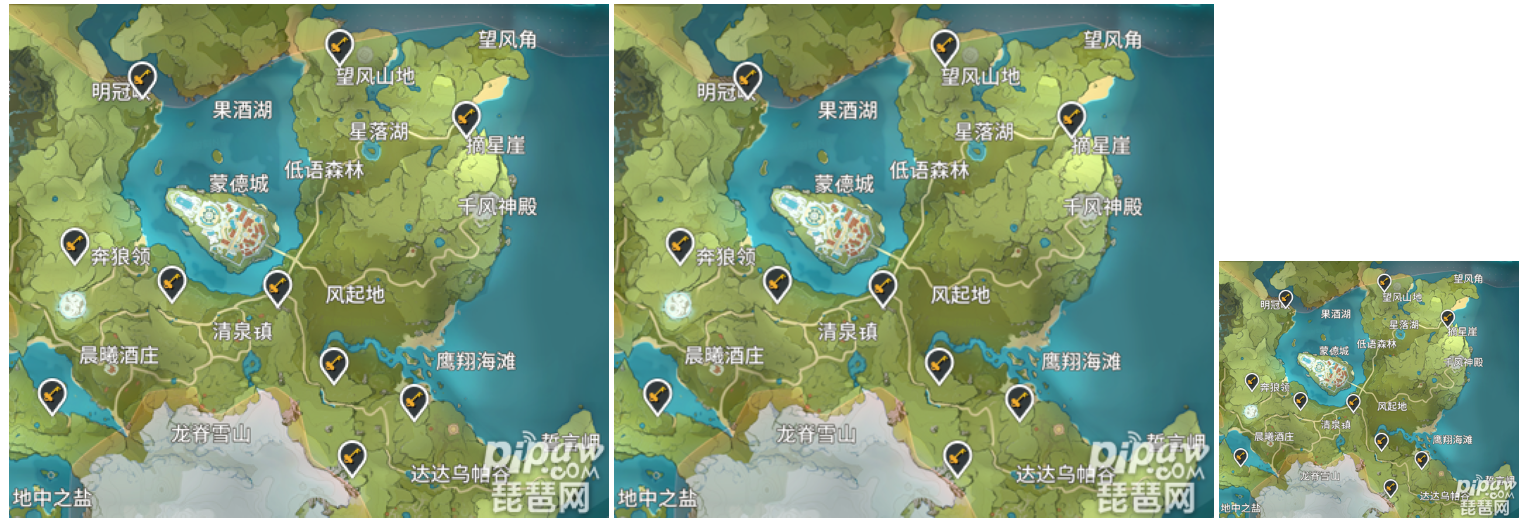 望风角
望风山地
明冠
果酒湖
星落湖
摘星崖
低语森林
蒙德城
千风神殿
奔狼领
风起地
清泉镇
晨曦酒庄
鹰翔海滩
龙脊雪山
誓言岬
达达乌帕谷
地中之盐
pipaw
.com
琵琶网
望风角
望风山地
明冠
果酒湖
星落湖
摘星崖
低语森林
蒙德城
千风神殿
奔狼领
风起地
清泉镇
晨曦酒庄
鹰翔海滩
龙脊雪山
誓言岬
达达乌帕谷
地中之盐
pipaw
.com
琵琶网
望风角
望风山地
明冠
果酒湖
星落湖
摘星崖
低语森林
蒙德城
千风神殿
奔狼领
风起地
清泉镇
晨曦酒庄
鹰翔海滩
龙脊雪山
达达乌帕谷
地中之盐
pipaw
.com
琵琶网